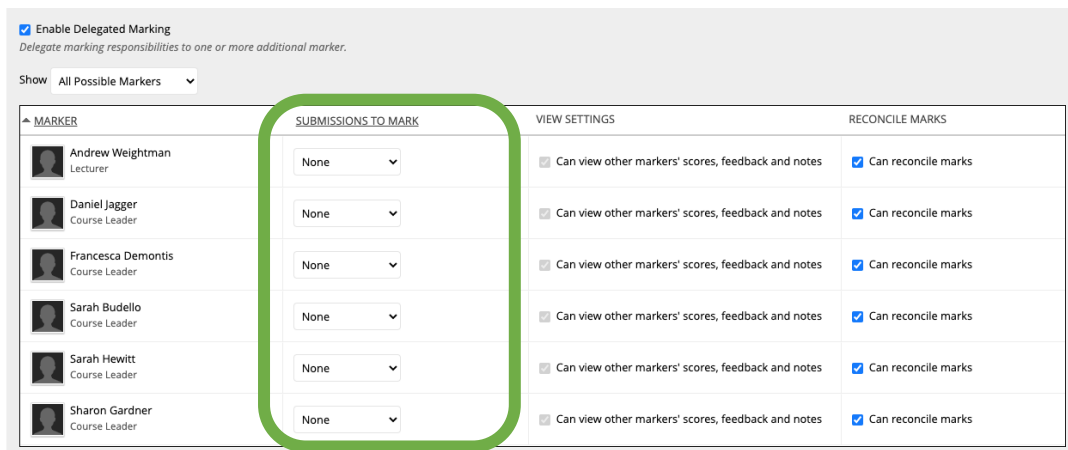 Enable Delegated Marking
Delegate marking responsibilities to one or more additional marker.
Show All Possible Markers
MARKER SUBMISSIONS TO MARK VIEW SETTINGS RECONCILE MARKS
Andrew Weightman
Lecturer
None Can view other markers' scores, feedback and notes Can reconcile marks
Daniel Jagger
Course Leader
None Can view other markers' scores, feedback and notes Can reconcile marks
Francesca Demontis
Course Leader
None Can view other markers' scores, feedback and notes Can reconcile marks
Sarah Budello
Course Leader
None Can view other markers' scores, feedback and notes Can reconcile marks
Sarah Hewitt
Course Leader
None Can view other markers' scores, feedback and notes Can reconcile marks
Sharon Gardner
Course Leader
None Can view other markers' scores, feedback and notes Can reconcile marks